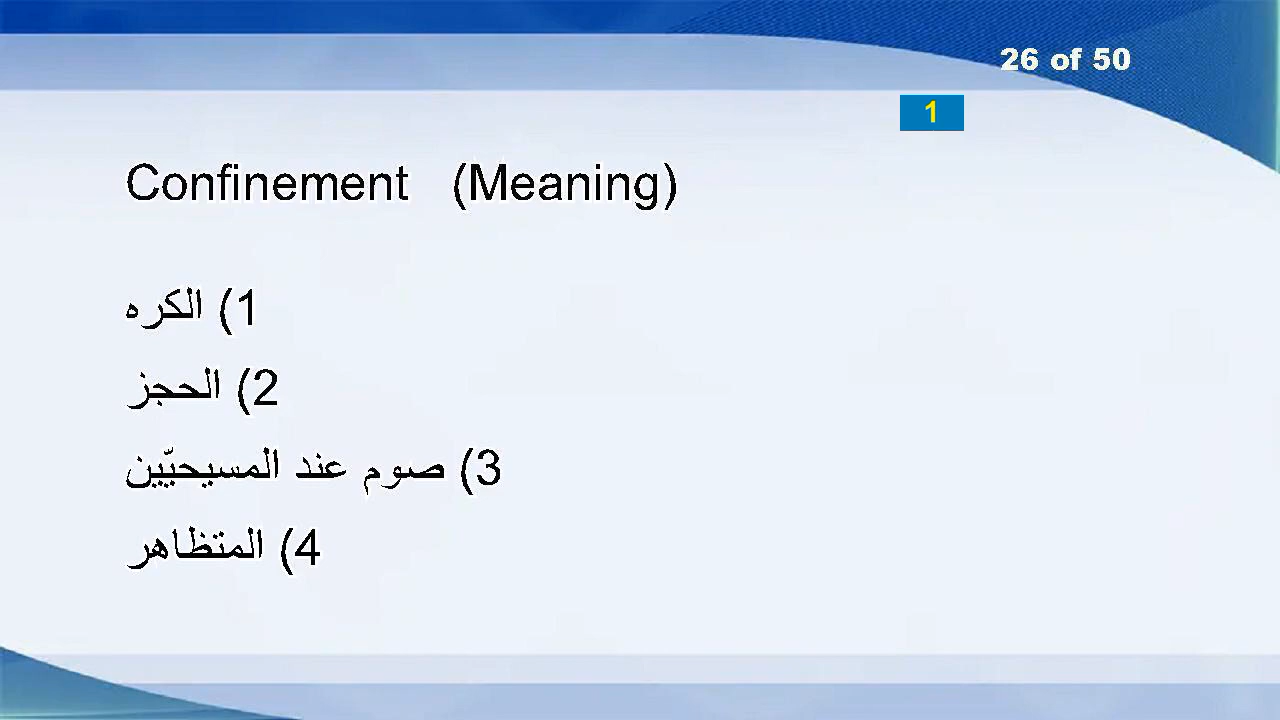 26 of 50
1
Confinement (Meaning)
1) الكره
2) الحجز
3) صوم عند المسيحيّين
4) المتظاهر